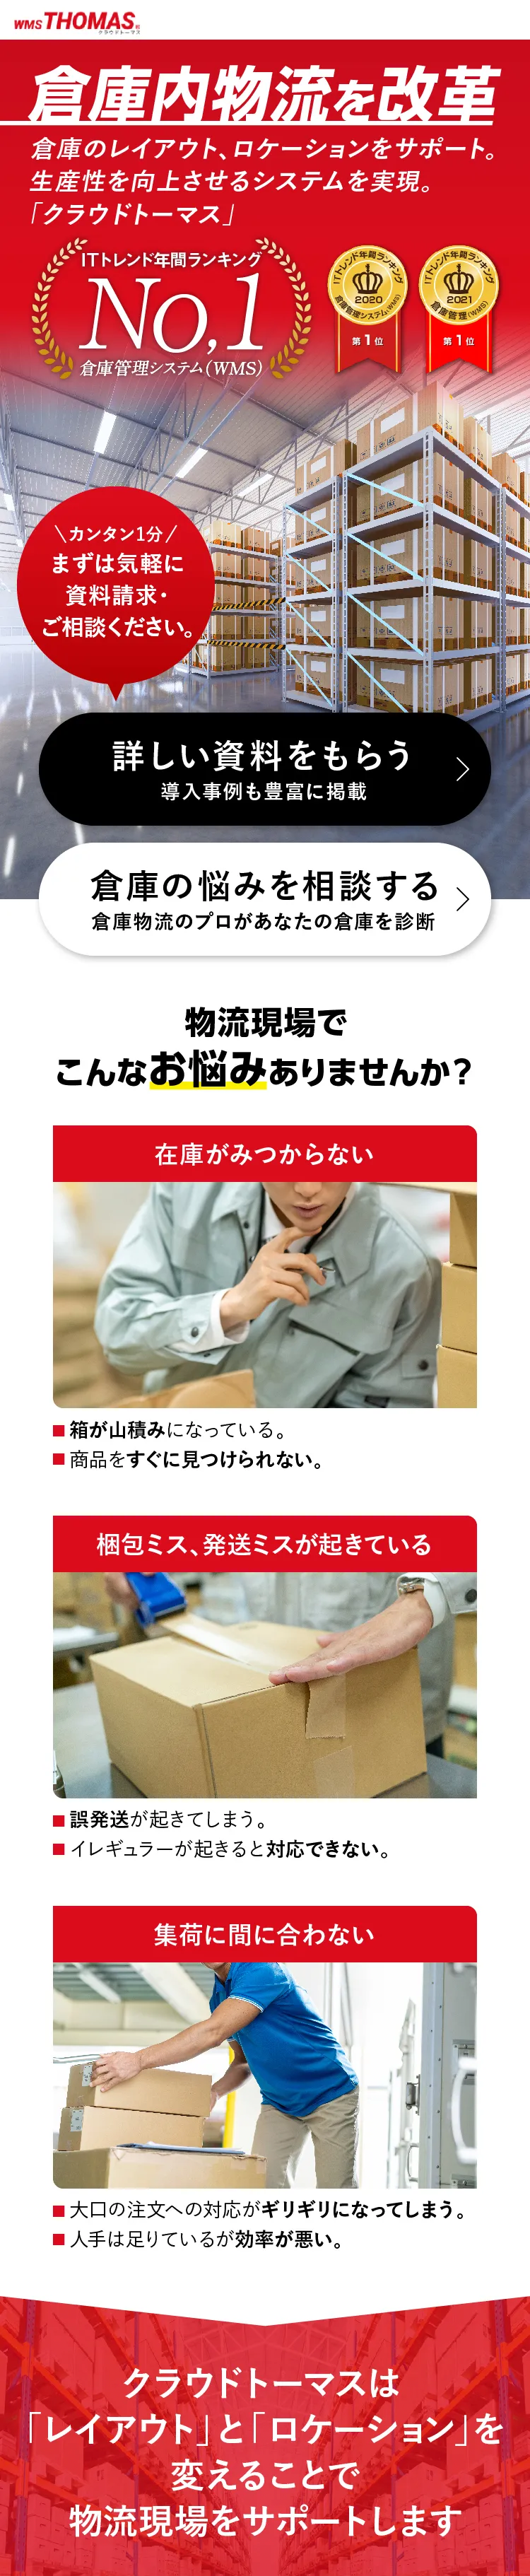 WMS THOMAS
クラウドトーマス
倉庫内物流を改革
倉庫のレイアウト、ロケーションをサポート。
生産性を向上させるシステムを実現。
「クラウドトーマス」
ITトレンド年間ランキング
No,1
倉庫管理システム(WMS)
ITトレンド年間ランキング
2020
倉庫管理システム(WMS)
第1位
ITトレンド年間ランキング
2021
倉庫管理(WMS)
第1位
\カンタン1分/
まずは気軽に
資料請求・
ご相談ください。
詳しい資料をもらう
導入事例も豊富に掲載
倉庫の悩みを相談する
倉庫物流のプロがあなたの倉庫を診断
物流現場で
こんなお悩みありませんか?
在庫がみつからない
箱が山積みになっている。
商品をすぐに見つけられない。
梱包ミス、発送ミスが起きている
誤発送が起きてしまう。
イレギュラーが起きると対応できない。
集荷に間に合わない
大口の注文への対応がギリギリになってしまう。
人手は足りているが効率が悪い。
クラウドトーマスは
「レイアウト」と「ロケーション」を
変えることで
物流現場をサポートします